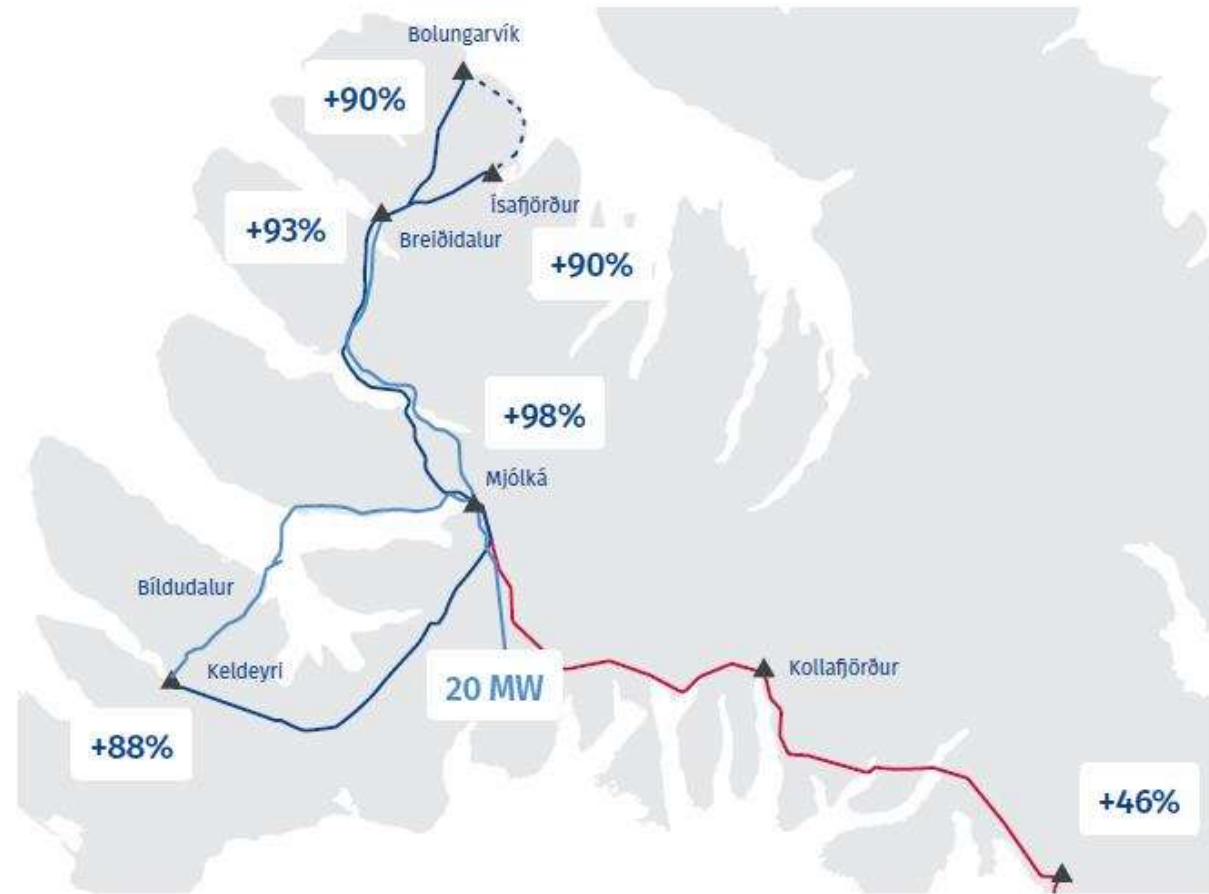 Bolungarvík
+90%
Ísafjörður
+93%
Breiðidalur
+90%
+98%
Mjólká
Bíldudalur
Keldeyri
20 MW
Kollafjörður
+88%
+46%